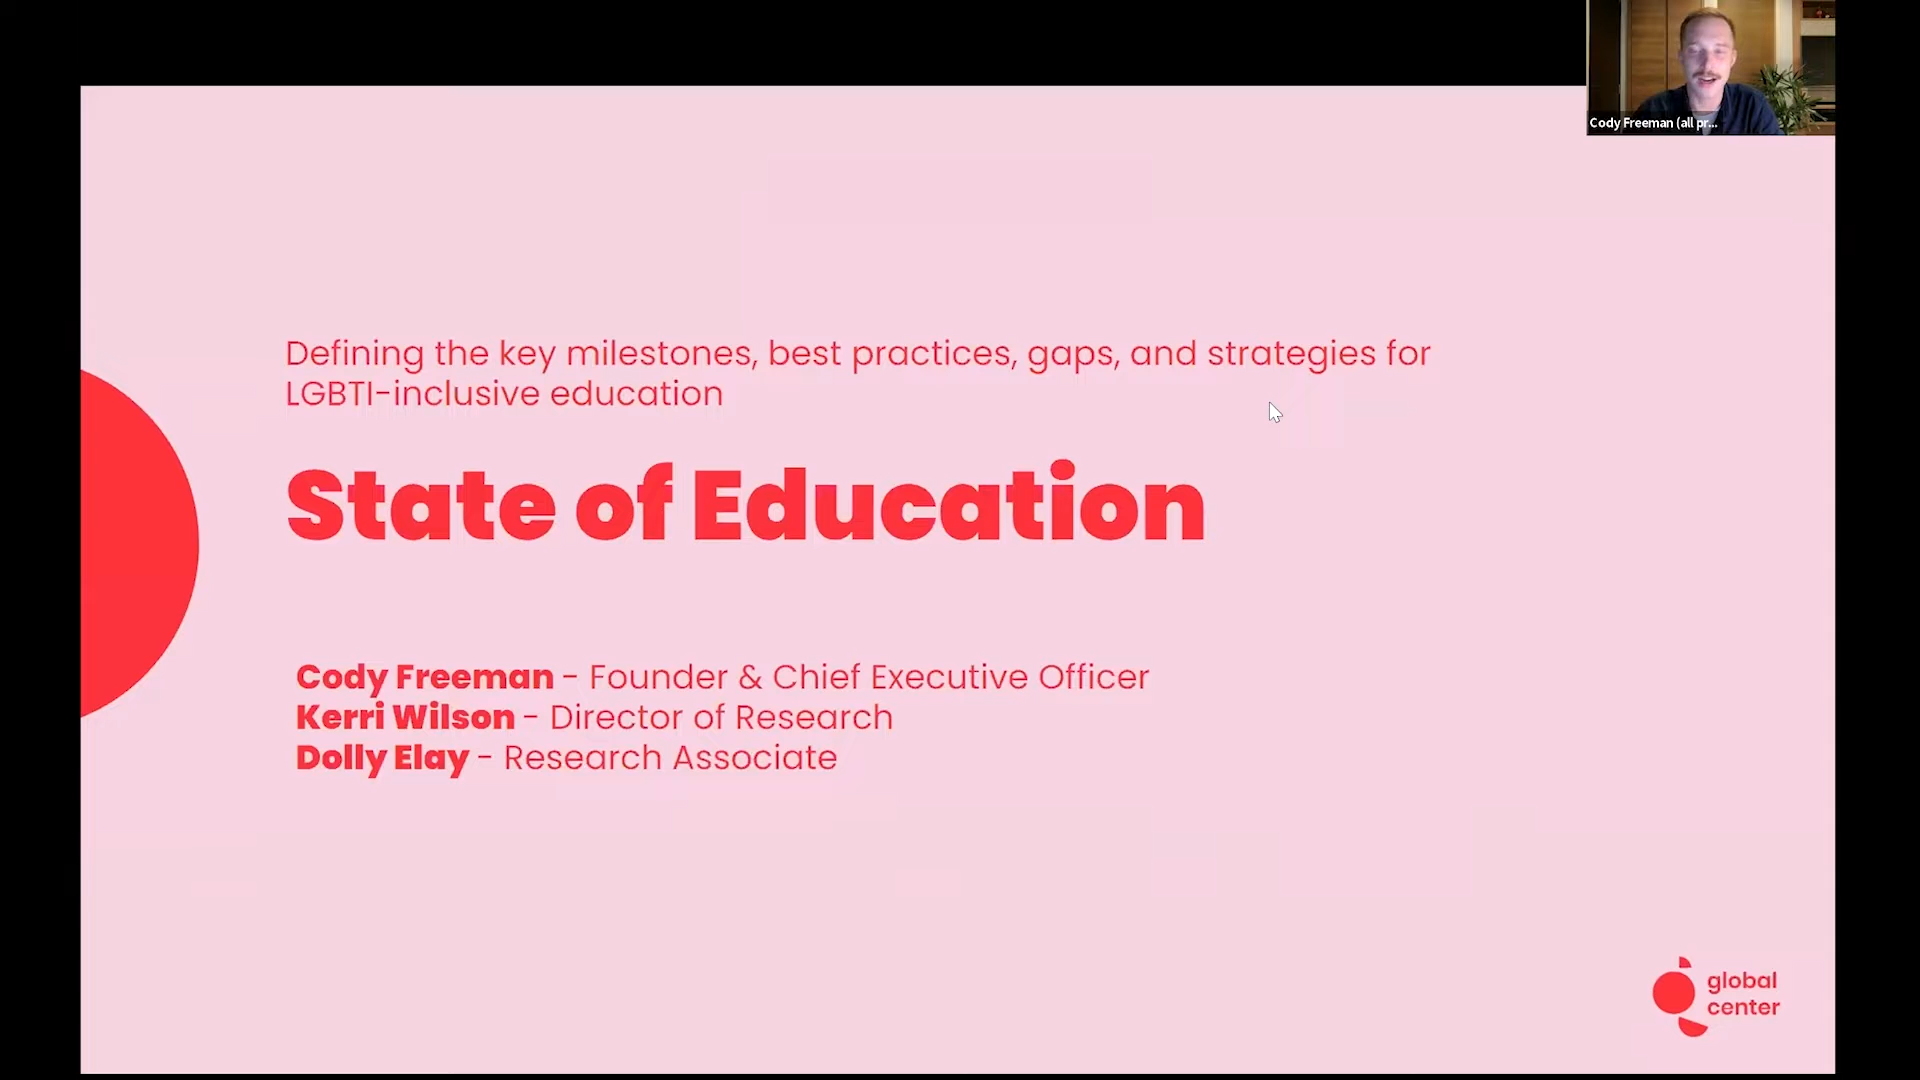 Cody Freeman (all pr...
Defining the key milestones, best practices, gaps, and strategies for
LGBTI-inclusive education
State of Education
Cody Freeman - Founder & Chief Executive Officer
Kerri Wilson - Director of Research
Dolly Elay - Research Associate
global
center